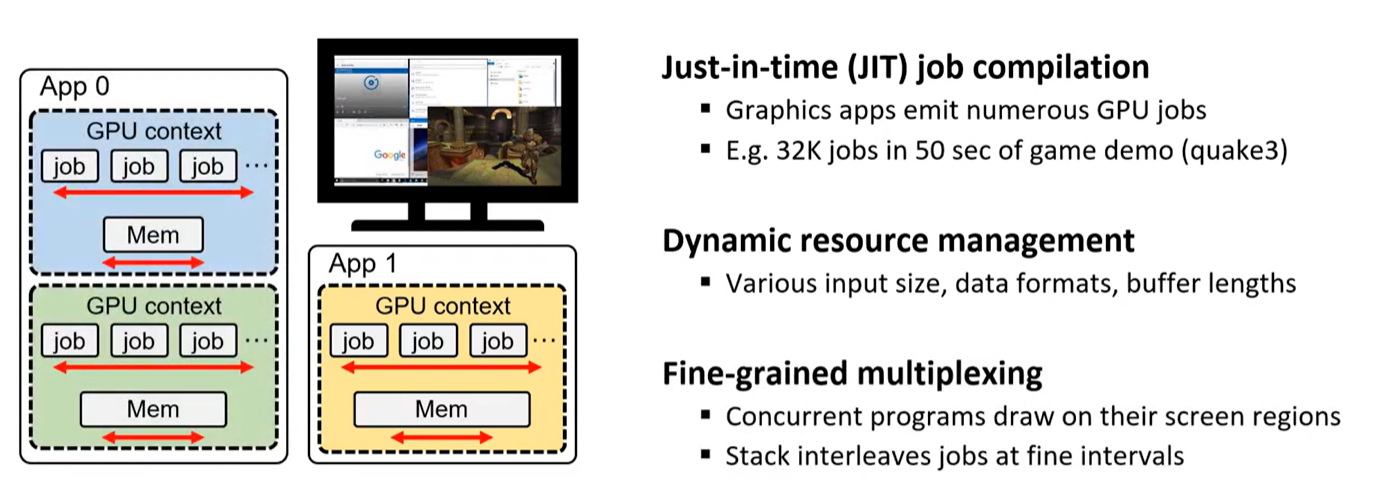 App 0
GPU context
job job job ...
Mem
GPU context
job job job ...
Mem
Google
App 1
GPU context
job job job ...
Mem
Just-in-time (JIT) job compilation
▪ Graphics apps emit numerous GPU jobs
▪ E.g. 32K jobs in 50 sec of game demo (quake3)
Dynamic resource management
▪ Various input size, data formats, buffer lengths
Fine-grained multiplexing
▪ Concurrent programs draw on their screen regions
▪ Stack interleaves jobs at fine intervals